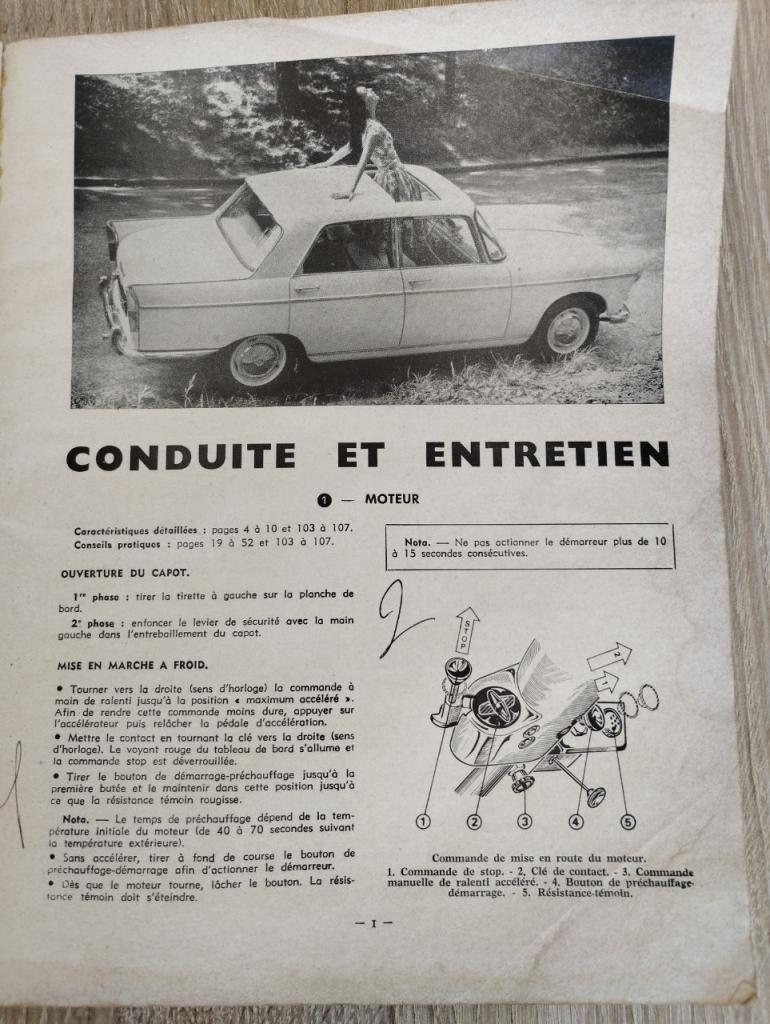 CONDUITE ET ENTRETIEN
1 — MOTEUR
Caractéristiques détaillées : pages 4 à 10 et 103 à 107.
Conseils pratiques : pages 19 à 52 et 103 à 107.
OUVERTURE DU CAPOT.
1re phase : tirer la tirette à gauche sur la planche de
bord.
2e phase : enfoncer le levier de sécurité avec la main
gauche dans l'entrebaillement du capot.
MISE EN MARCHE A FROID.
• Tourner vers la droite (sens d'horloge) la commande à
main de ralenti jusqu'à la position « maximum accéléré ».
Afin de rendre cette commande moins dure, appuyer sur
l'accélérateur puis relâcher la pédale d'accélération.
• Mettre le contact en tournant la clé vers la droite (sens
d'horloge). Le voyant rouge du tableau de bord s'allume et
la commande stop est déverrouillée.
• Tirer le bouton de démarrage-préchauffage jusqu'à la
première butée et le maintenir dans cette position jusqu'à
ce que la résistance témoin rougisse.
Nota. — Le temps de préchauffage dépend de la tem-
pérature initiale du moteur (de 40 à 70 secondes suivant
la température extérieure).
• Sans accélérer, tirer à fond de course le bouton de
préchauffage-démarrage afin d'actionner le démarreur.
• Dès que le moteur tourne, lâcher le bouton. La résis-
tance témoin doit s'éteindre.
Nota. — Ne pas actionner le démarreur plus de 10
à 15 secondes consécutives.
2
STOP
2
1
1 2 3 4 5
Commande de mise en route du moteur.
1. Commande de stop. - 2. Clé de contact. - 3. Commande
manuelle de ralenti accéléré. - 4. Bouton de préchauffage-
démarrage. - 5. Résistance-témoin.
— 1 —